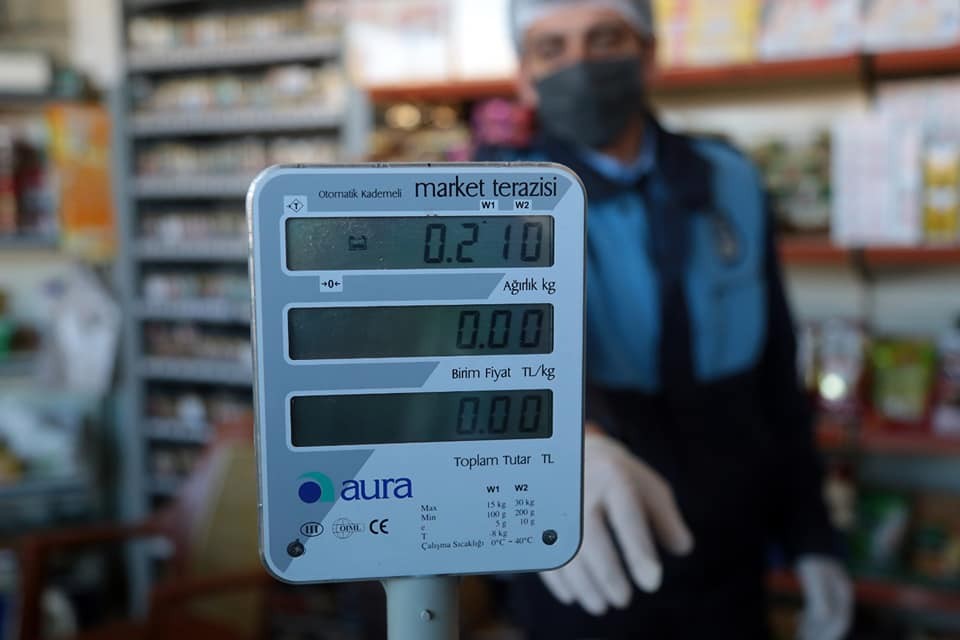 Otomatik Kademeli market terazisi
T W1 W2
0.210
→0← Ağırlık kg
0.00
Birim Fiyat TL/kg
0.00
Toplam Tutar TL
aura
W1 W2
Max 15 kg 30 kg
Min 100 g 200 g
e 5 g 10 g
T -8 kg
Çalışma Sıcaklığı 0°C ~ 40°C
OIML CE